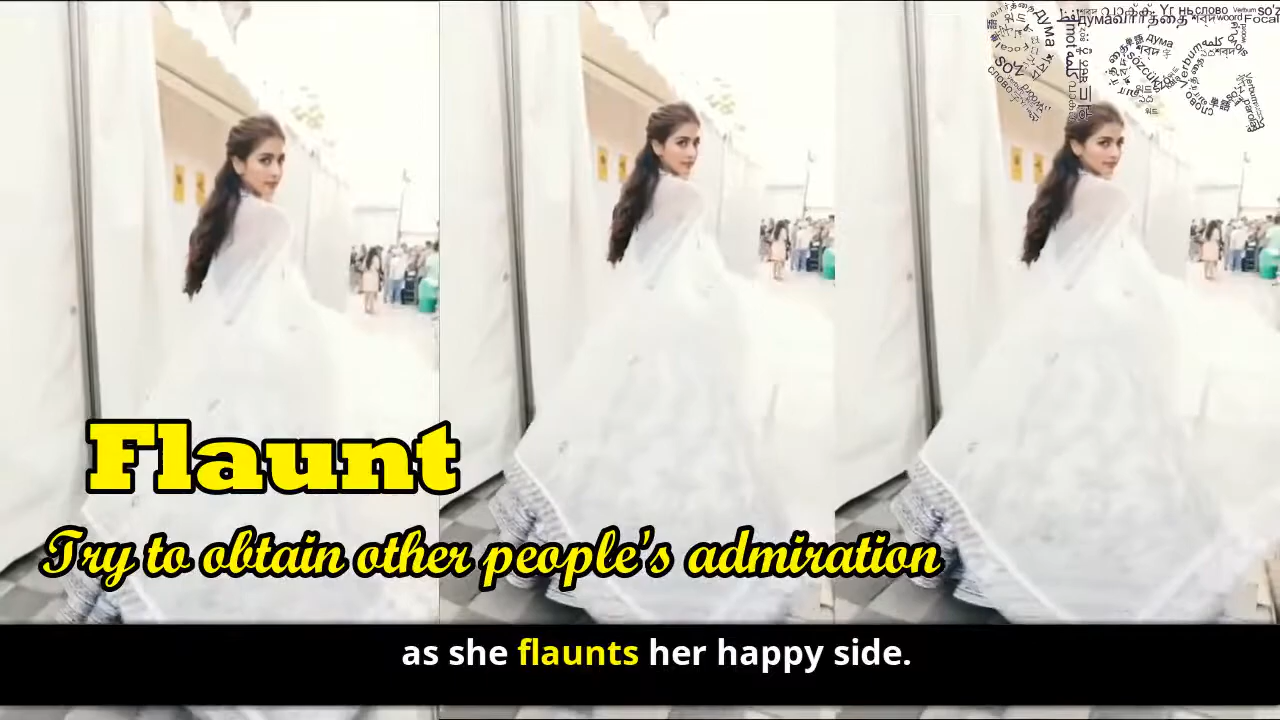 Flaunt
Try to obtain other people's admiration
as she flaunts her happy side.